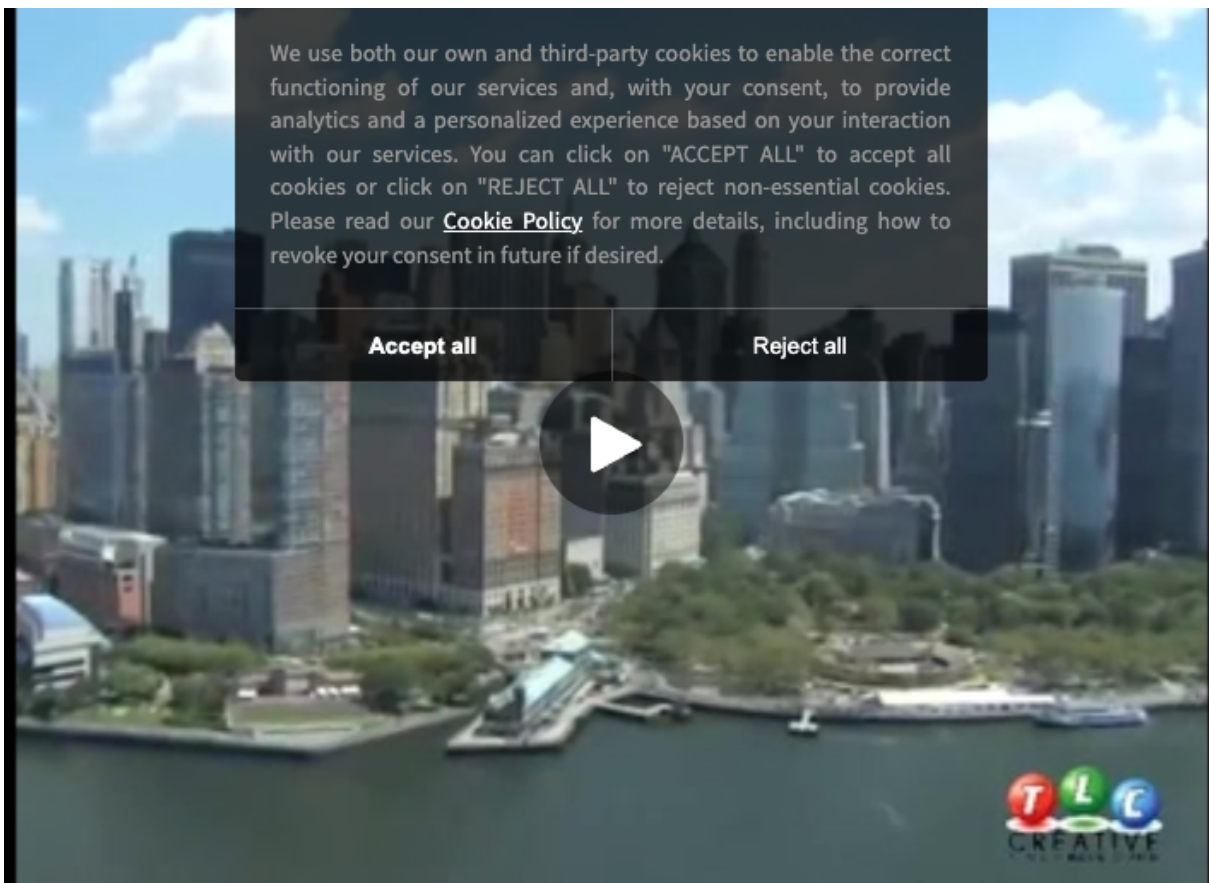 We use both our own and third-party cookies to enable the correct
functioning of our services and, with your consent, to provide
analytics and a personalized experience based on your interaction
with our services. You can click on "ACCEPT ALL" to accept all
cookies or click on "REJECT ALL" to reject non-essential cookies.
Please read our Cookie Policy for more details, including how to
revoke your consent in future if desired.
Accept all Reject all
TLC
CREATIVE